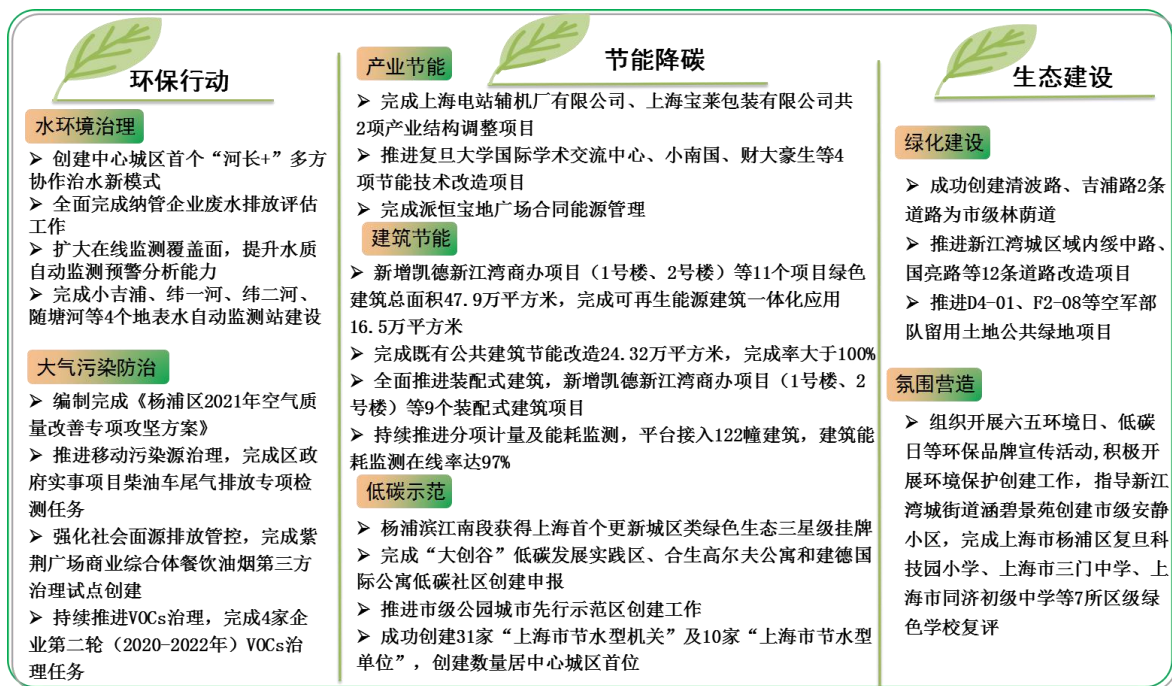 环保行动
水环境治理
➢ 创建中心城区首个“河长+”多方
协作治水新模式
➢ 全面完成纳管企业废水排放评估
工作
➢ 扩大在线监测覆盖面，提升水质
自动监测预警分析能力
➢ 完成小吉浦、纬一河、纬二河、
随塘河等4个地表水自动监测站建设
大气污染防治
➢ 编制完成《杨浦区2021年空气质
量改善专项攻坚方案》
➢ 推进移动污染源治理，完成区政
府实事项目柴油车尾气排放专项检
测任务
➢ 强化社会面源排放管控，完成紫
荆广场商业综合体餐饮油烟第三方
治理试点创建
➢ 持续推进VOCs治理，完成4家企
业第二轮（2020-2022年）VOCs治
理任务
节能降碳
产业节能
➢ 完成上海电站辅机厂有限公司、上海宝莱包装有限公司共
2项产业结构调整项目
➢ 推进复旦大学国际学术交流中心、小南国、财大豪生等4
项节能技术改造项目
➢ 完成派恒宝地广场合同能源管理
建筑节能
➢ 新增凯德新江湾商办项目（1号楼、2号楼）等11个项目绿色
建筑总面积47.9万平方米，完成可再生能源建筑一体化应用
16.5万平方米
➢ 完成既有公共建筑节能改造24.32万平方米，完成率大于100%
➢ 全面推进装配式建筑，新增凯德新江湾商办项目（1号楼、2
号楼）等9个装配式建筑项目
➢ 持续推进分项计量及能耗监测，平台接入122幢建筑，建筑能
耗监测在线率达97%
低碳示范
➢ 杨浦滨江南段获得上海首个更新城区类绿色生态三星级挂牌
➢ 完成“大创谷”低碳发展实践区、合生高尔夫公寓和建德国
际公寓低碳社区创建申报
➢ 推进市级公园城市先行示范区创建工作
➢ 成功创建31家“上海市节水型机关”及10家“上海市节水型
单位”，创建数量居中心城区首位
生态建设
绿化建设
➢ 成功创建清波路、吉浦路2条
道路为市级林荫道
➢ 推进新江湾城区域内绥中路、
国亮路等12条道路改造项目
➢ 推进D4-01、F2-08等空军部
队留用土地公共绿地项目
氛围营造
➢ 组织开展六五环境日、低碳
日等环保品牌宣传活动,积极开
展环境保护创建工作，指导新江
湾城街道涵碧景苑创建市级安静
小区，完成上海市杨浦区复旦科
技园小学、上海市三门中学、上
海市同济初级中学等7所区级绿
色学校复评